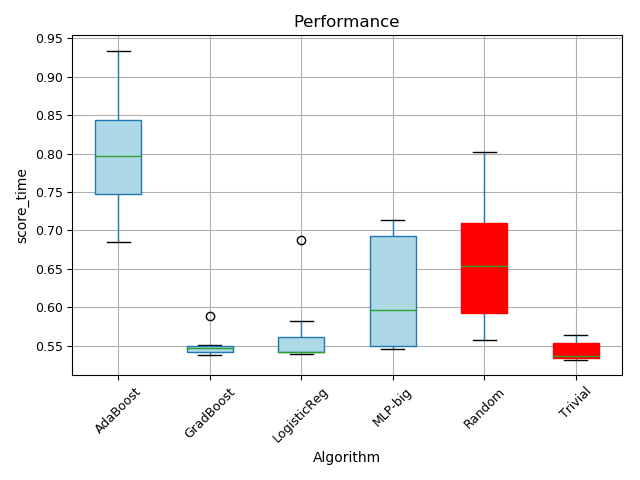 Performance
0.95
0.90
0.85
0.80
0.75
0.70
0.65
0.60
0.55
score_time
AdaBoost
GradBoost
LogisticReg
MLP-big
Random
Trivial
Algorithm